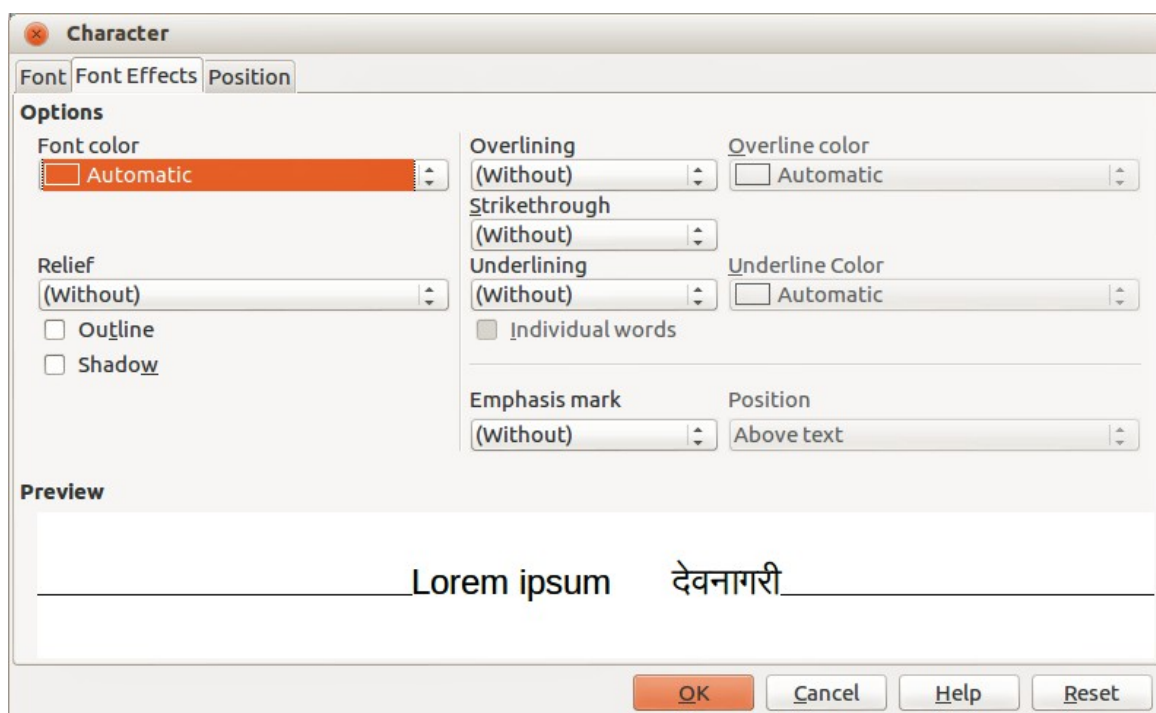 Character
Font Font Effects Position
Options
Font color Overlining Overline color
Automatic (Without) Automatic
Strikethrough
(Without)
Relief Underlining Underline Color
(Without) (Without) Automatic
Outline Individual words
Shadow
Emphasis mark Position
(Without) Above text
Preview
Lorem ipsum देवनागरी
OK Cancel Help Reset